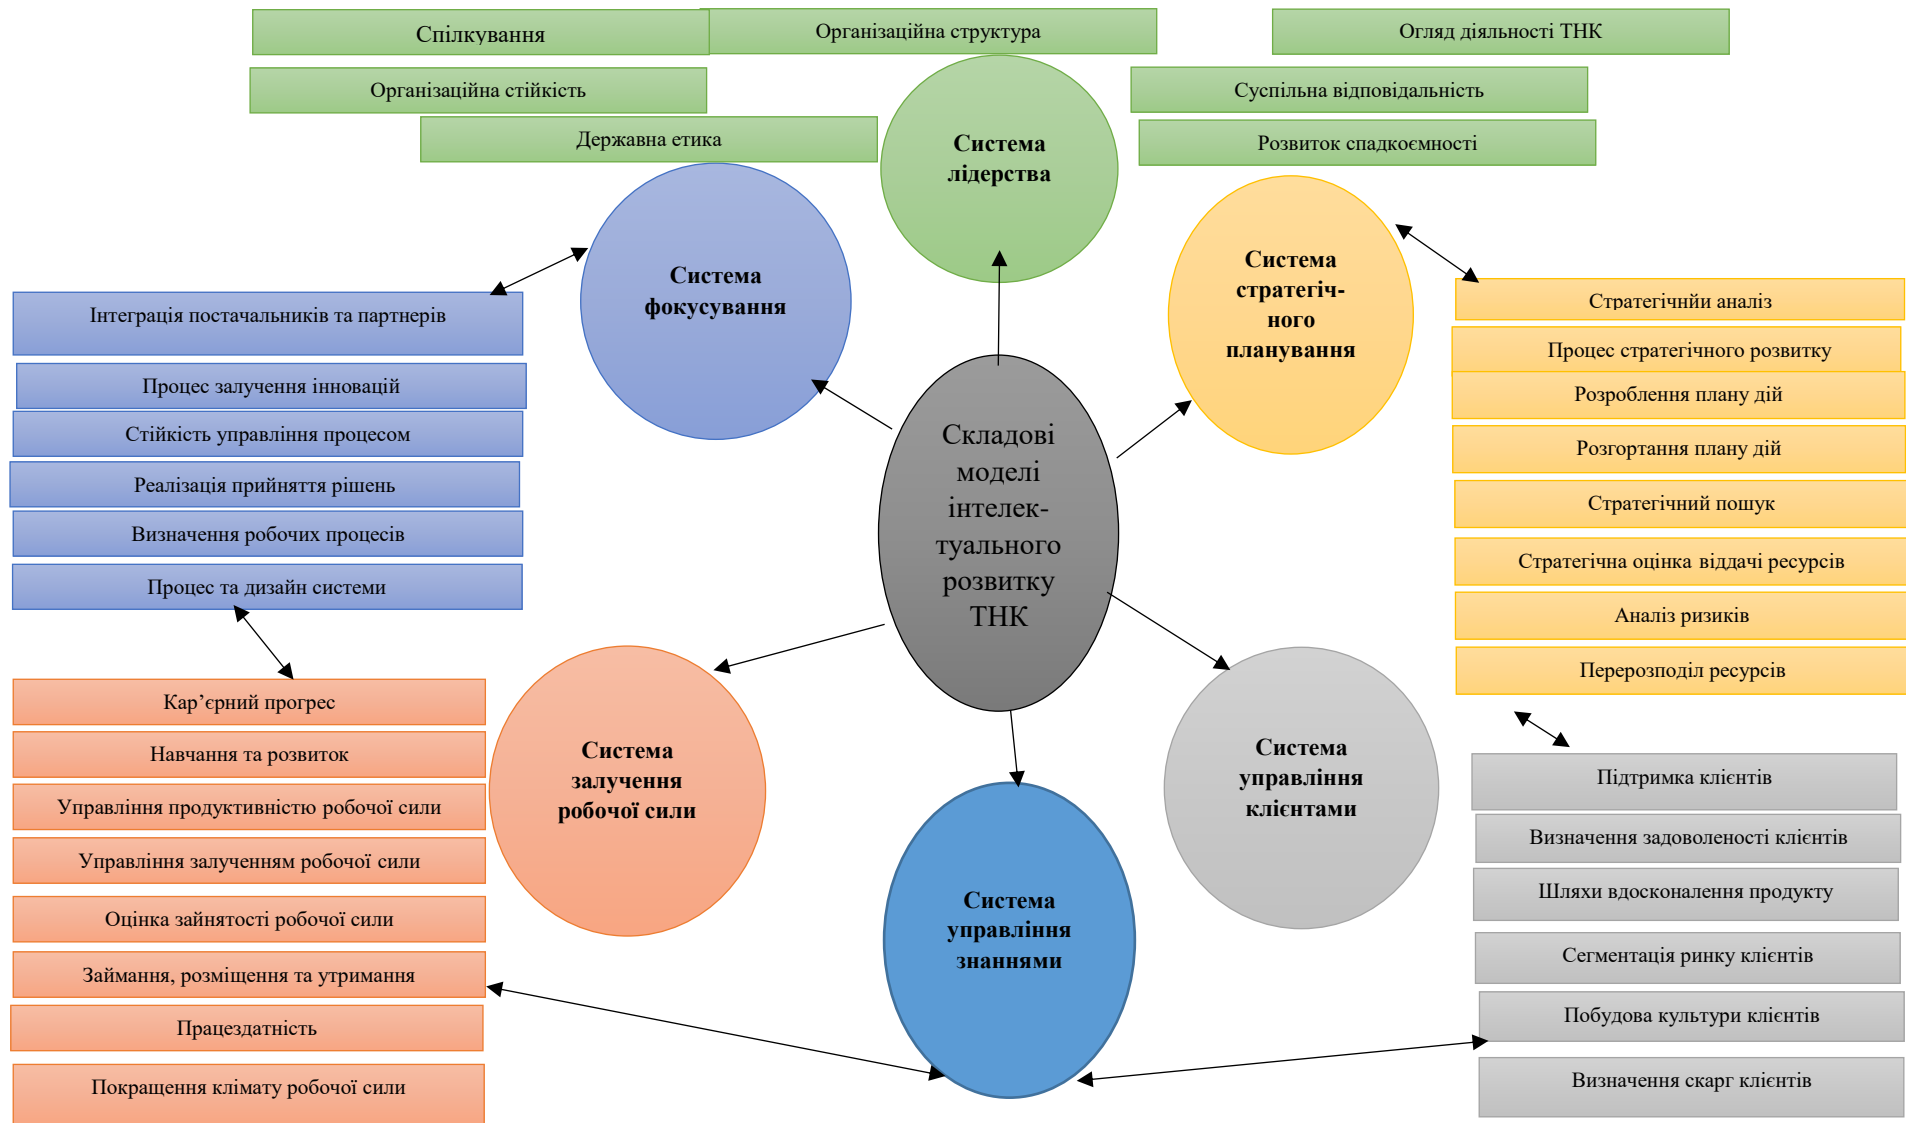 Спілкування
Організаційна структура
Огляд діяльності ТНК
Організаційна стійкість
Суспільна відповідальність
Державна етика
Розвиток спадкоємності
Система
лідерства
Система
фокусування
Система
стратегіч-
ного
планування
Інтеграція постачальників та партнерів
Процес залучення інновацій
Стійкість управління процесом
Реалізація прийняття рішень
Визначення робочих процесів
Процес та дизайн системи
Стратегічнйи аналіз
Процес стратегічного розвитку
Розроблення плану дій
Розгортання плану дій
Стратегічний пошук
Стратегічна оцінка віддачі ресурсів
Аналіз ризиків
Перерозподіл ресурсів
Складові
моделі
інтелек-
туального
розвитку
ТНК
Кар’єрний прогрес
Навчання та розвиток
Управління продуктивністю робочої сили
Управління залученням робочої сили
Оцінка зайнятості робочої сили
Займання, розміщення та утримання
Працездатність
Покращення клімату робочої сили
Система
залучення
робочої сили
Система
управління
знаннями
Система
управління
клієнтами
Підтримка клієнтів
Визначення задоволеності клієнтів
Шляхи вдосконалення продукту
Сегментація ринку клієнтів
Побудова культури клієнтів
Визначення скарг клієнтів